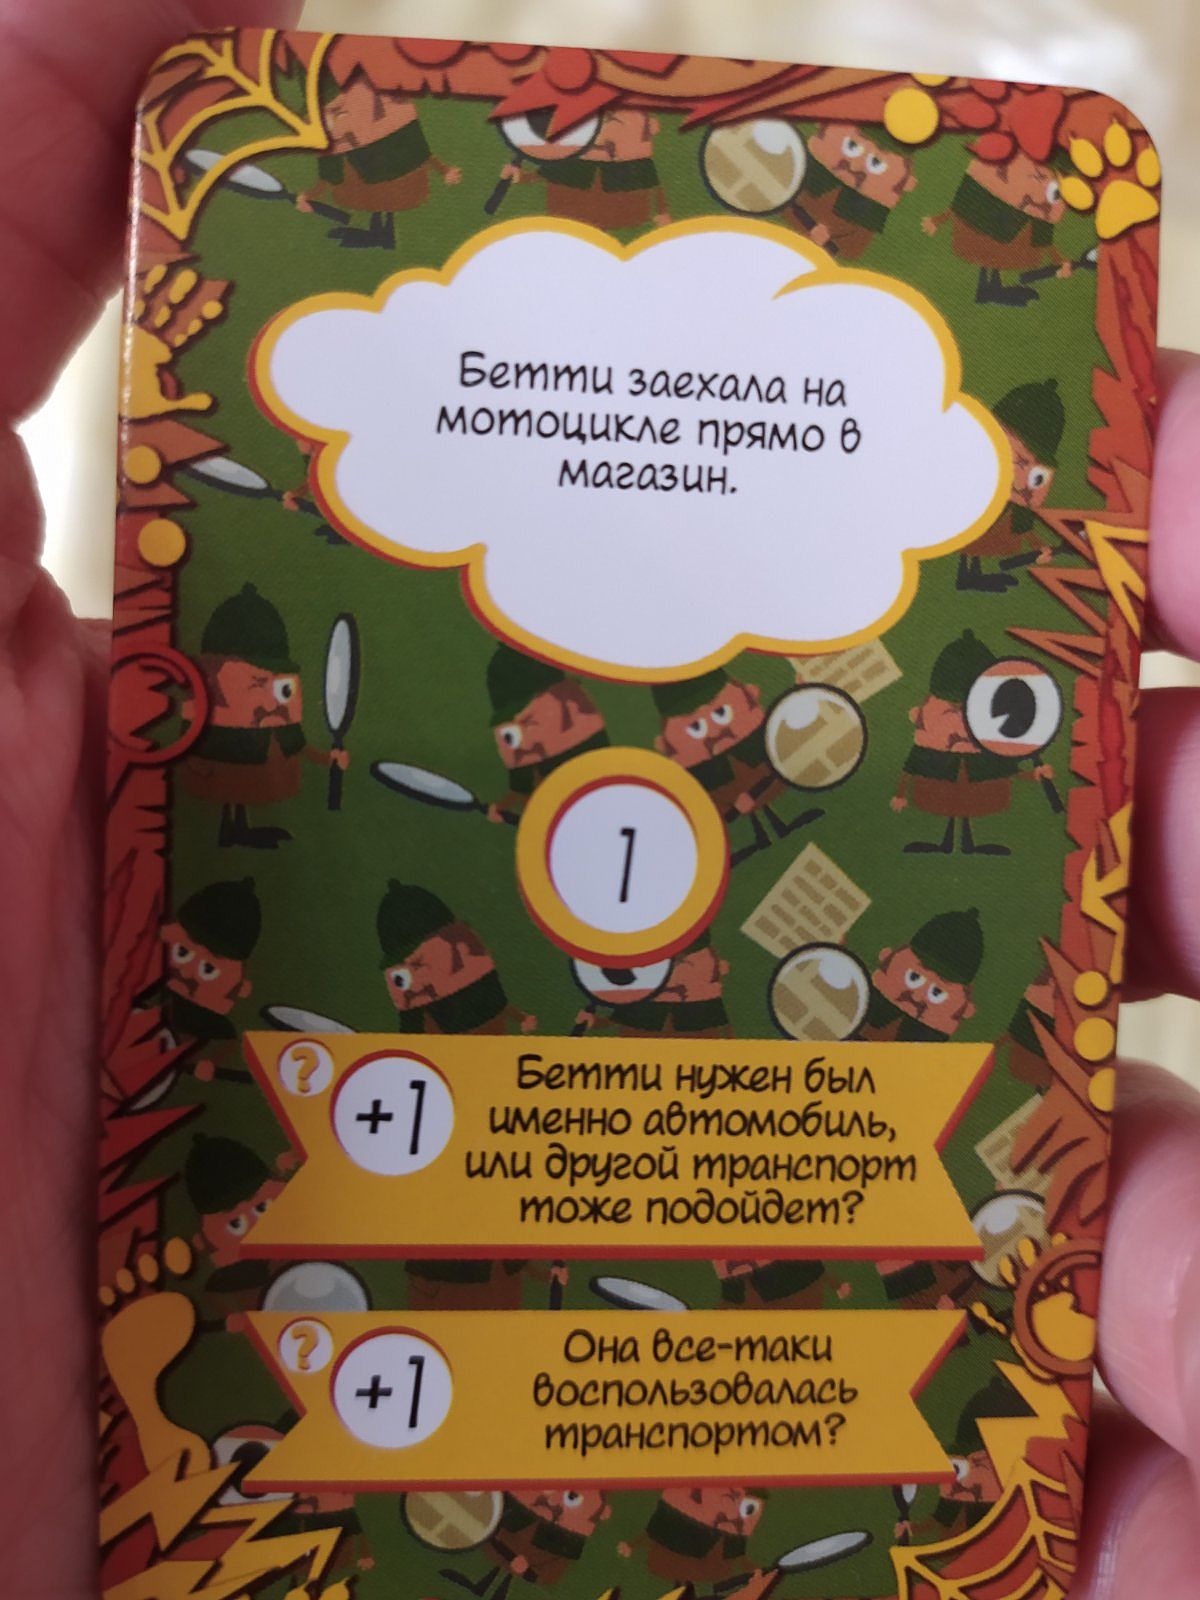 Бетти заехала на
мотоцикле прямо в
магазин.
1
?
+1
Бетти нужен был
именно автомобиль,
или другой транспорт
тоже подойдет?
?
+1
Она все-таки
воспользовалась
транспортом?